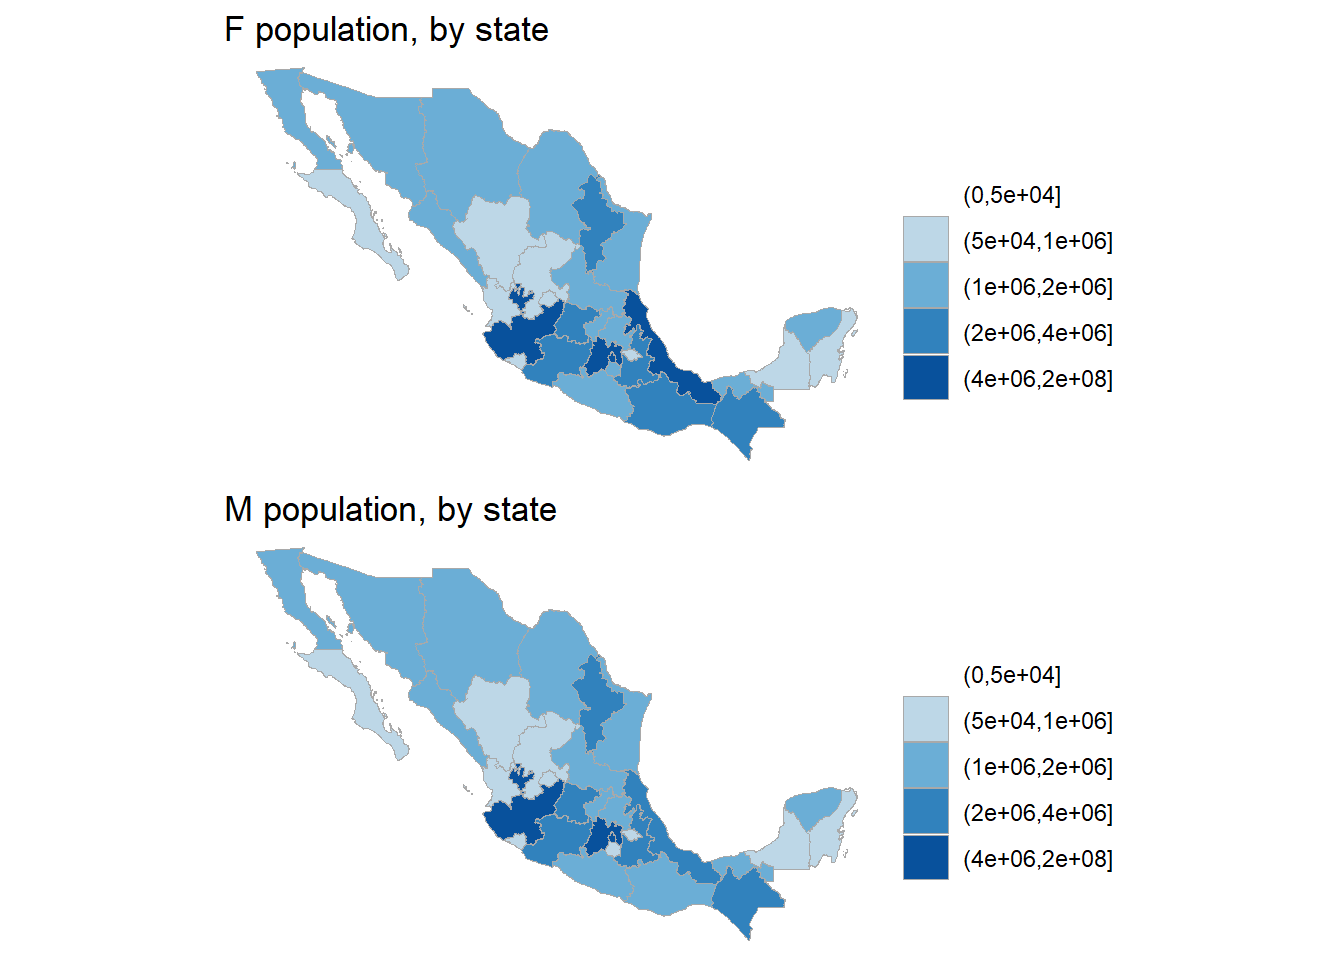 F population, by state
(0,5e+04]
(5e+04,1e+06]
(1e+06,2e+06]
(2e+06,4e+06]
(4e+06,2e+08]
M population, by state
(0,5e+04]
(5e+04,1e+06]
(1e+06,2e+06]
(2e+06,4e+06]
(4e+06,2e+08]